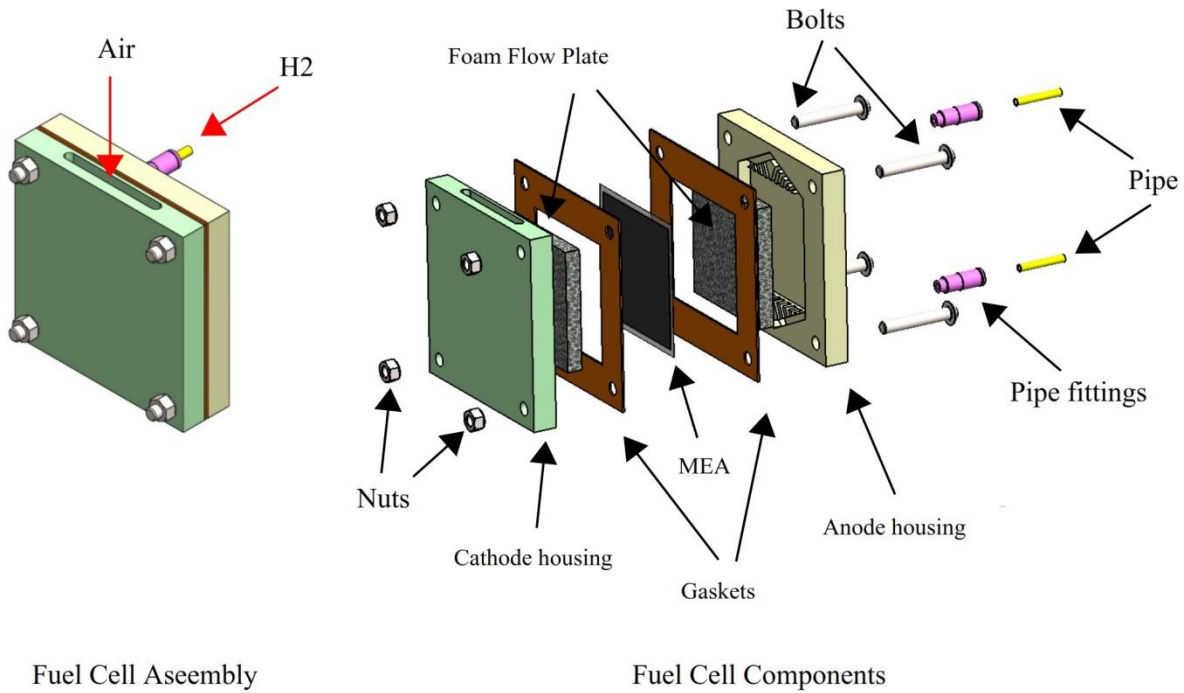 Air
H2
Foam Flow Plate
Bolts
Pipe
Pipe fittings
MEA
Nuts
Cathode housing
Anode housing
Gaskets
Fuel Cell Aseembly
Fuel Cell Components